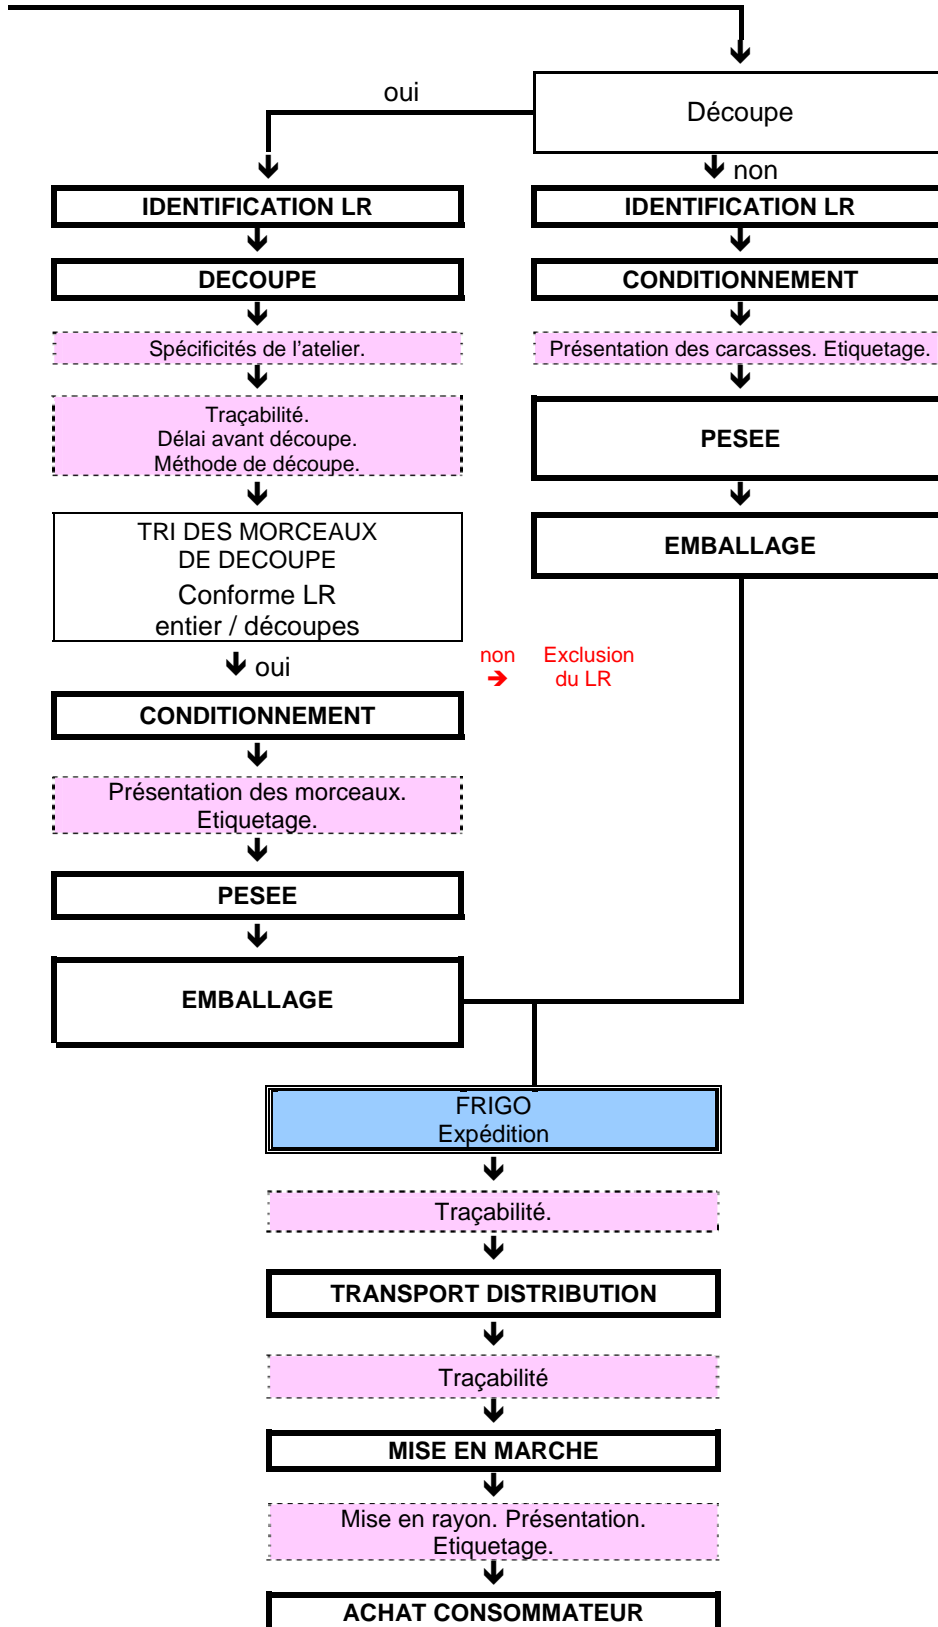 Découpe
oui
non
IDENTIFICATION LR
DECOUPE
Spécificités de l'atelier.
Traçabilité.
Délai avant découpe.
Méthode de découpe.
TRI DES MORCEAUX
DE DECOUPE
Conforme LR
entier / découpes
oui
non Exclusion
➔ du LR
CONDITIONNEMENT
Présentation des morceaux.
Etiquetage.
PESEE
EMBALLAGE
IDENTIFICATION LR
CONDITIONNEMENT
Présentation des carcasses. Etiquetage.
PESEE
EMBALLAGE
FRIGO
Expédition
Traçabilité.
TRANSPORT DISTRIBUTION
Traçabilité
MISE EN MARCHE
Mise en rayon. Présentation.
Etiquetage.
ACHAT CONSOMMATEUR